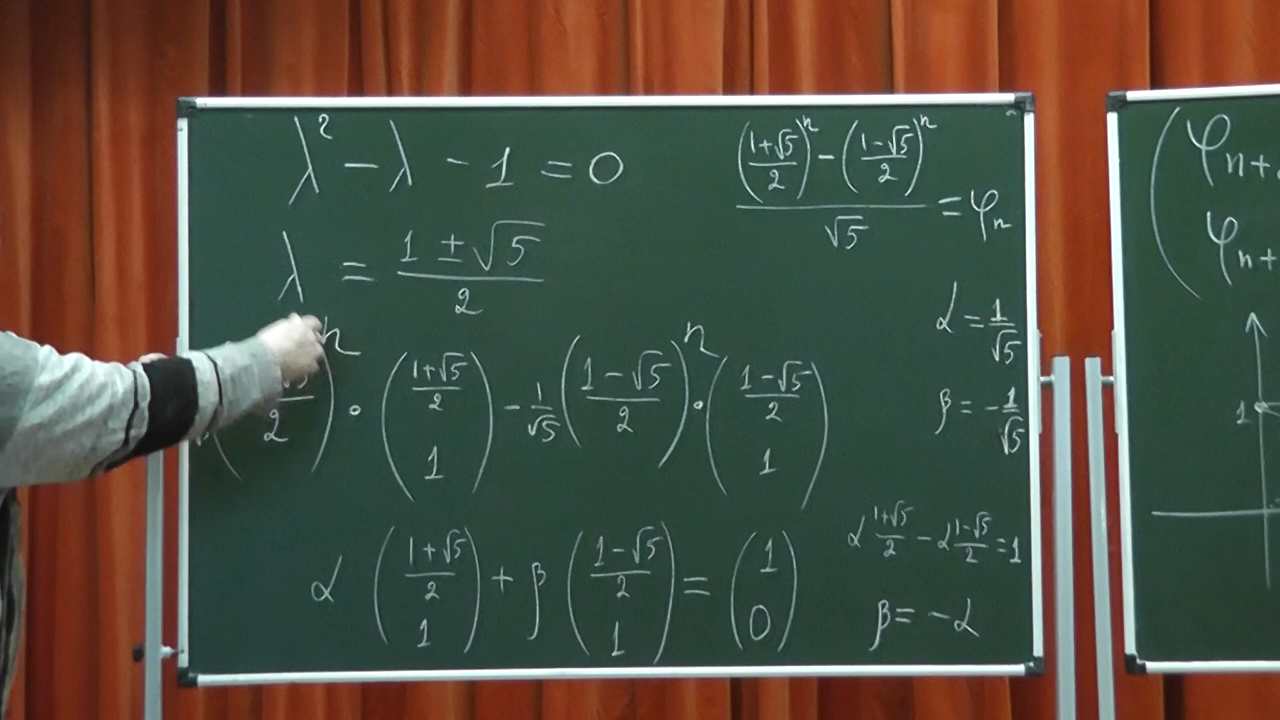 λ² − λ − 1 = 0
λ = (1 ± √5)/2
(((1+√5)/2)ⁿ − ((1−√5)/2)ⁿ)/√5 = φₙ
α = 1/√5
β = −1/√5
2)ⁿ · ((1+√5)/2
1) − 1/√5 ((1−√5)/2)ⁿ · ((1−√5)/2
1)
α ((1+√5)/2
1) + β ((1−√5)/2
1) = (1
0)
α (1+√5)/2 − α (1−√5)/2 = 1
β = −α
(φₙ₊
φₙ₊
1